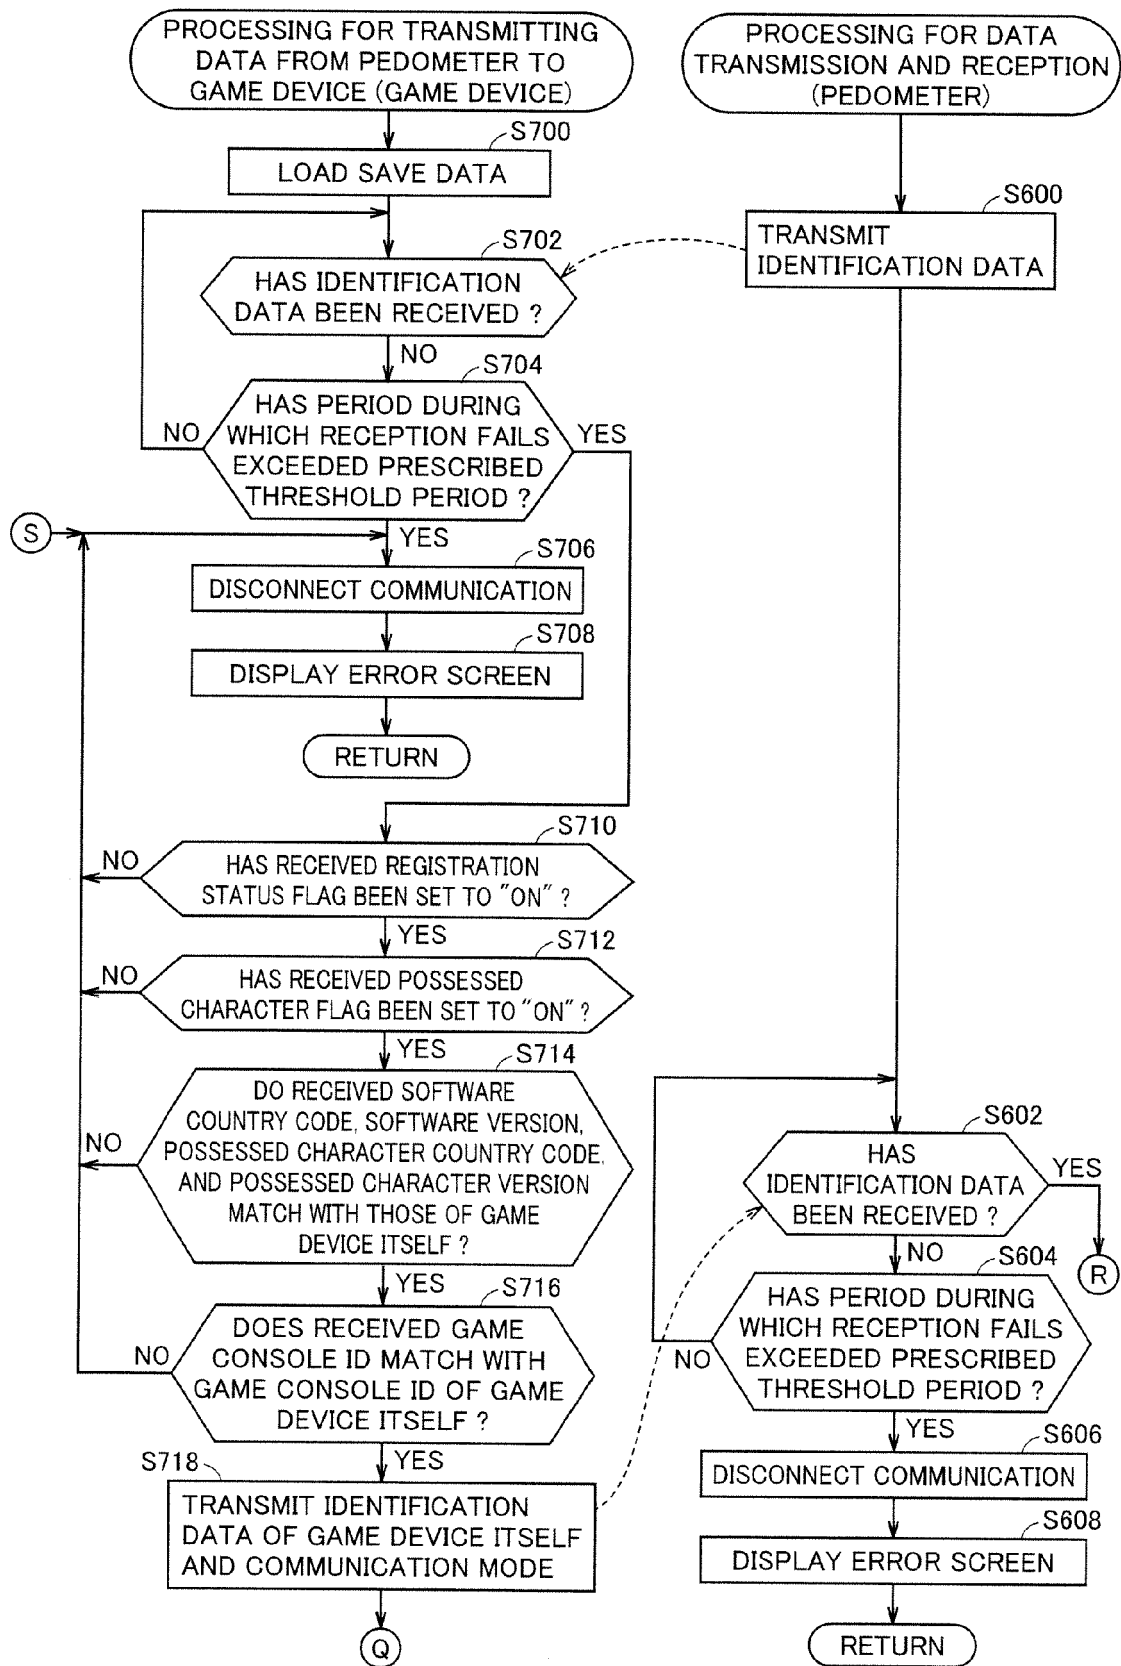 PROCESSING FOR TRANSMITTING
DATA FROM PEDOMETER TO
GAME DEVICE (GAME DEVICE)
S700
LOAD SAVE DATA
S702
HAS IDENTIFICATION
DATA BEEN RECEIVED ?
NO
S704
HAS PERIOD DURING
WHICH RECEPTION FAILS
EXCEEDED PRESCRIBED
THRESHOLD PERIOD ?
NO
YES
S
YES
S706
DISCONNECT COMMUNICATION
S708
DISPLAY ERROR SCREEN
RETURN
S710
HAS RECEIVED REGISTRATION
STATUS FLAG BEEN SET TO "ON" ?
NO
YES
S712
HAS RECEIVED POSSESSED
CHARACTER FLAG BEEN SET TO "ON" ?
NO
YES
S714
DO RECEIVED SOFTWARE
COUNTRY CODE, SOFTWARE VERSION,
POSSESSED CHARACTER COUNTRY CODE,
AND POSSESSED CHARACTER VERSION
MATCH WITH THOSE OF GAME
DEVICE ITSELF ?
NO
YES
S716
DOES RECEIVED GAME
CONSOLE ID MATCH WITH
GAME CONSOLE ID OF GAME
DEVICE ITSELF ?
NO
YES
S718
TRANSMIT IDENTIFICATION
DATA OF GAME DEVICE ITSELF
AND COMMUNICATION MODE
Q
PROCESSING FOR DATA
TRANSMISSION AND RECEPTION
(PEDOMETER)
S600
TRANSMIT
IDENTIFICATION DATA
S602
HAS
IDENTIFICATION DATA
BEEN RECEIVED ?
YES
R
NO
S604
HAS PERIOD DURING
WHICH RECEPTION FAILS
EXCEEDED PRESCRIBED
THRESHOLD PERIOD ?
NO
YES
S606
DISCONNECT COMMUNICATION
S608
DISPLAY ERROR SCREEN
RETURN